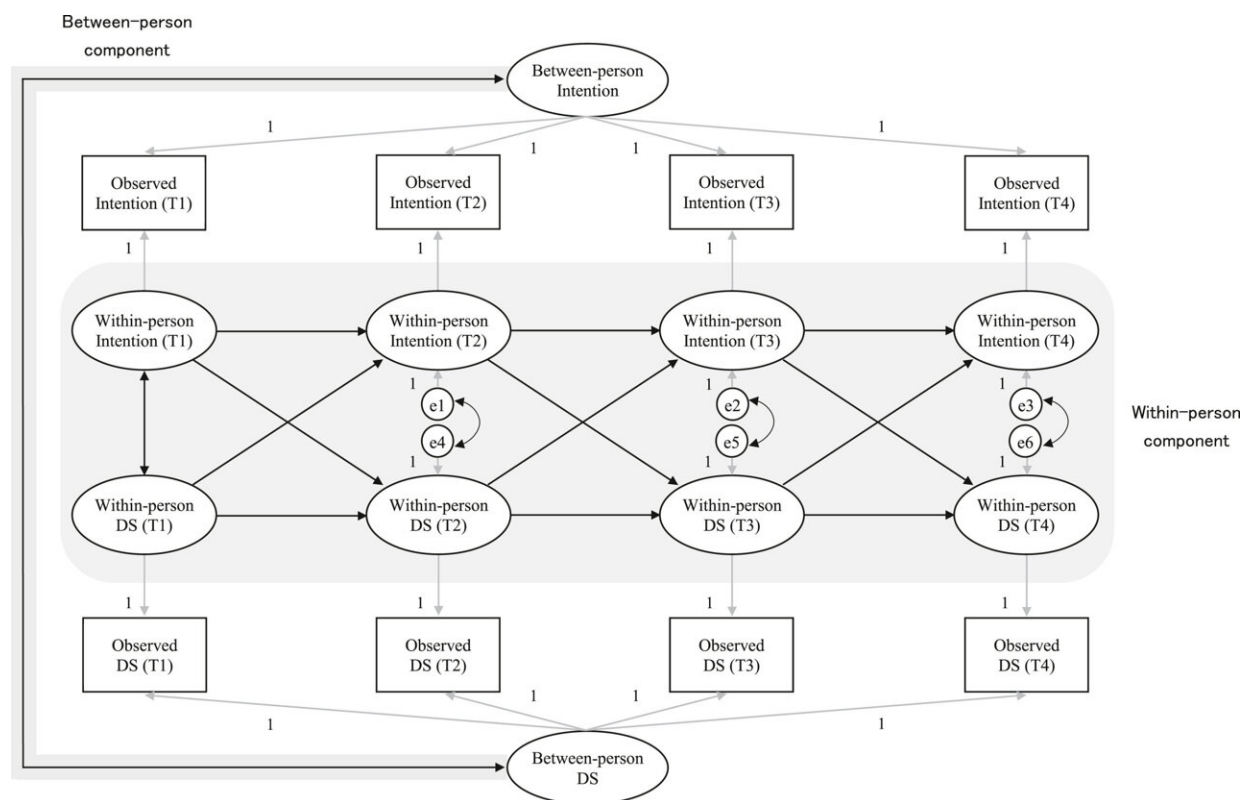 Between-person
component
Between-person
Intention
1
1
1
1
Observed
Intention (T1)
Observed
Intention (T2)
Observed
Intention (T3)
Observed
Intention (T4)
1
1
1
1
Within-person
Intention (T1)
Within-person
Intention (T2)
Within-person
Intention (T3)
Within-person
Intention (T4)
1
1
1
e1
e2
e3
Within-person
component
e4
e5
e6
1
1
1
Within-person
DS (T1)
Within-person
DS (T2)
Within-person
DS (T3)
Within-person
DS (T4)
1
1
1
1
Observed
DS (T1)
Observed
DS (T2)
Observed
DS (T3)
Observed
DS (T4)
1
1
1
1
Between-person
DS